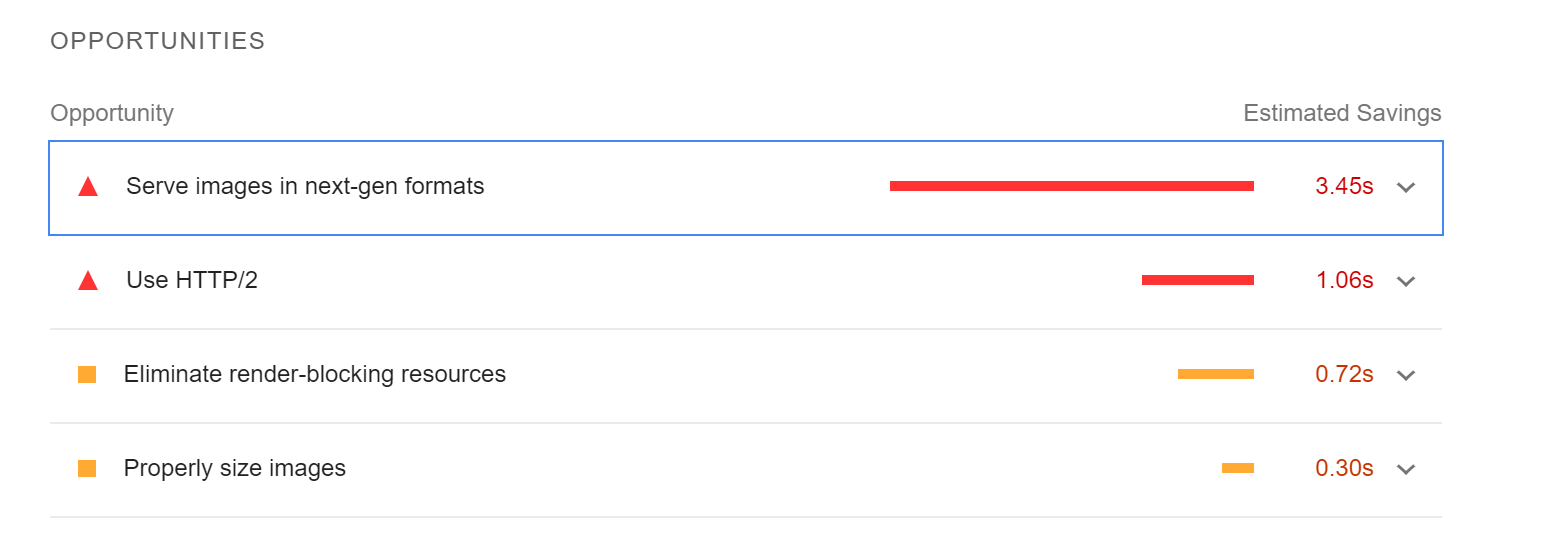 OPPORTUNITIES
Opportunity Estimated Savings
Serve images in next-gen formats 3.45s
Use HTTP/2 1.06s
Eliminate render-blocking resources 0.72s
Properly size images 0.30s